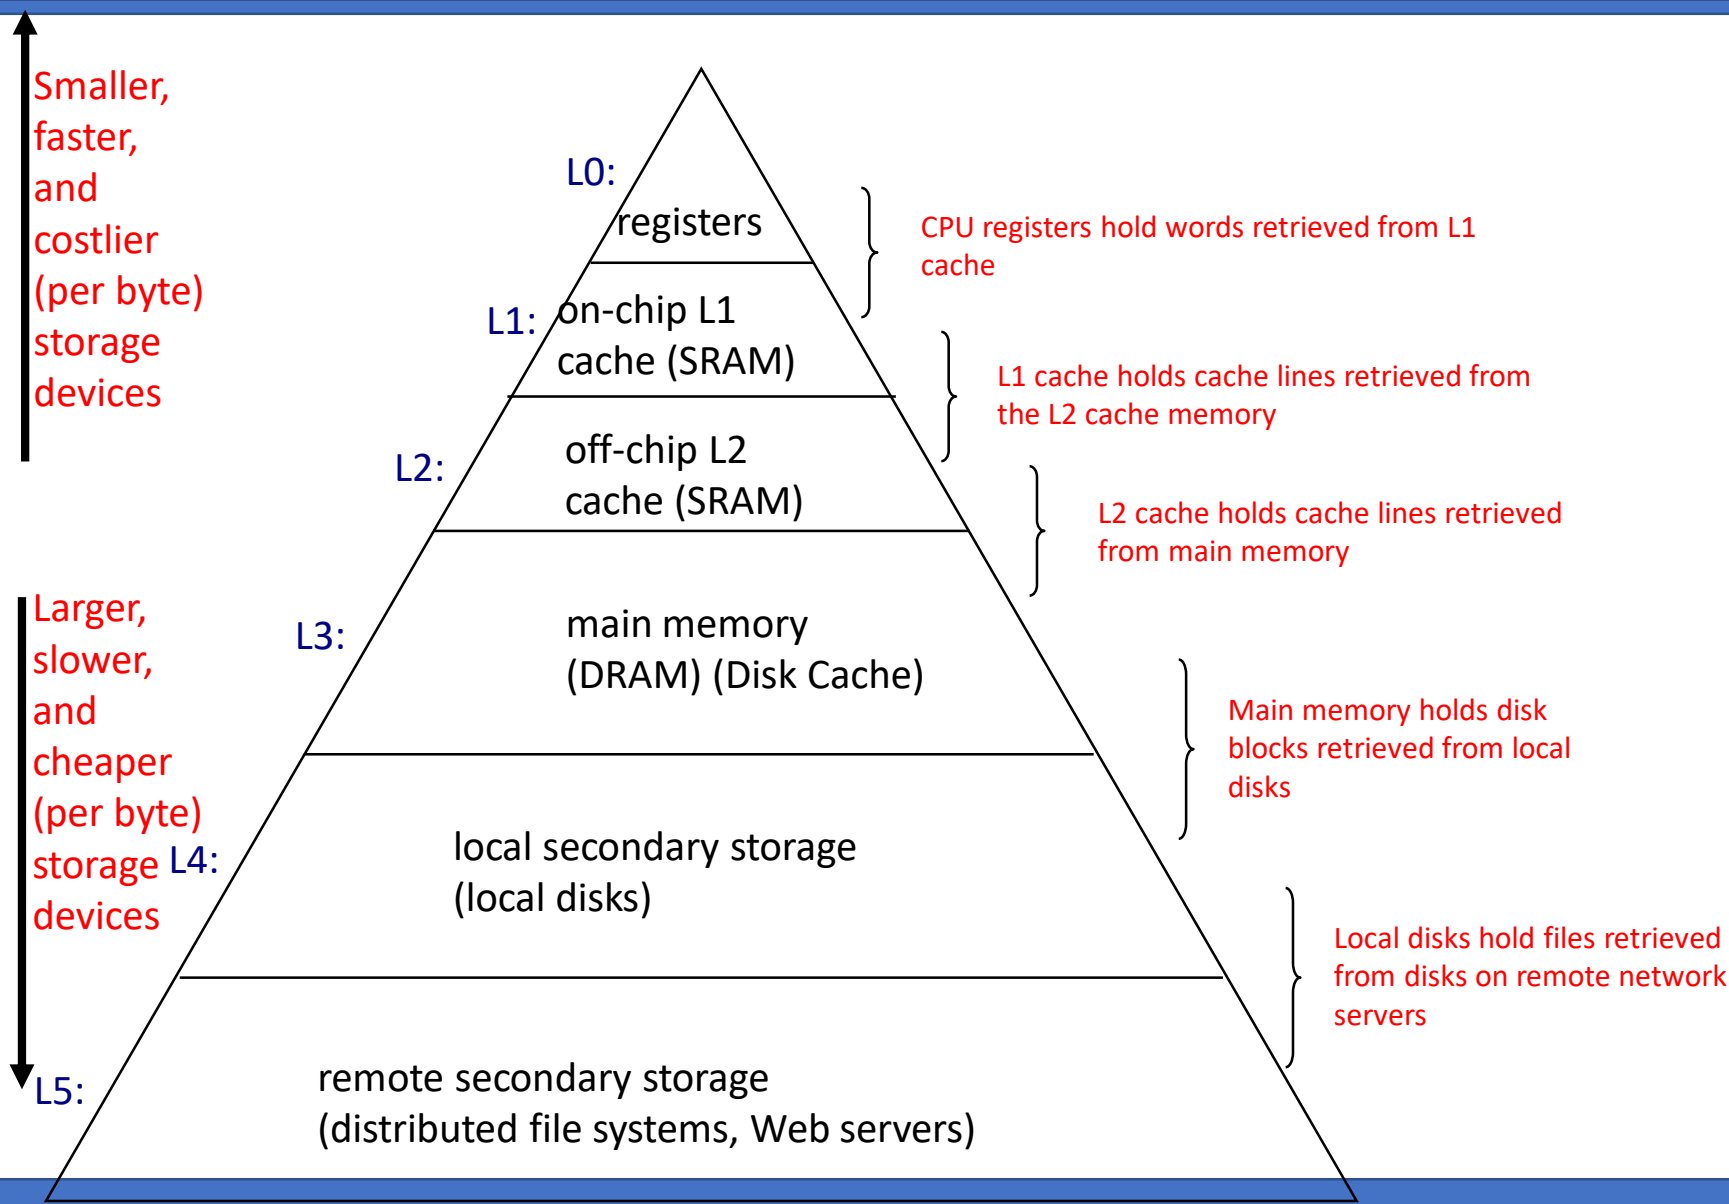 Smaller,
faster,
and
costlier
(per byte)
storage
devices
Larger,
slower,
and
cheaper
(per byte)
storage
devices
L0:
registers
CPU registers hold words retrieved from L1
cache
L1:
on-chip L1
cache (SRAM)
L1 cache holds cache lines retrieved from
the L2 cache memory
L2:
off-chip L2
cache (SRAM)
L2 cache holds cache lines retrieved
from main memory
L3:
main memory
(DRAM) (Disk Cache)
Main memory holds disk
blocks retrieved from local
disks
L4:
local secondary storage
(local disks)
Local disks hold files retrieved
from disks on remote network
servers
L5:
remote secondary storage
(distributed file systems, Web servers)